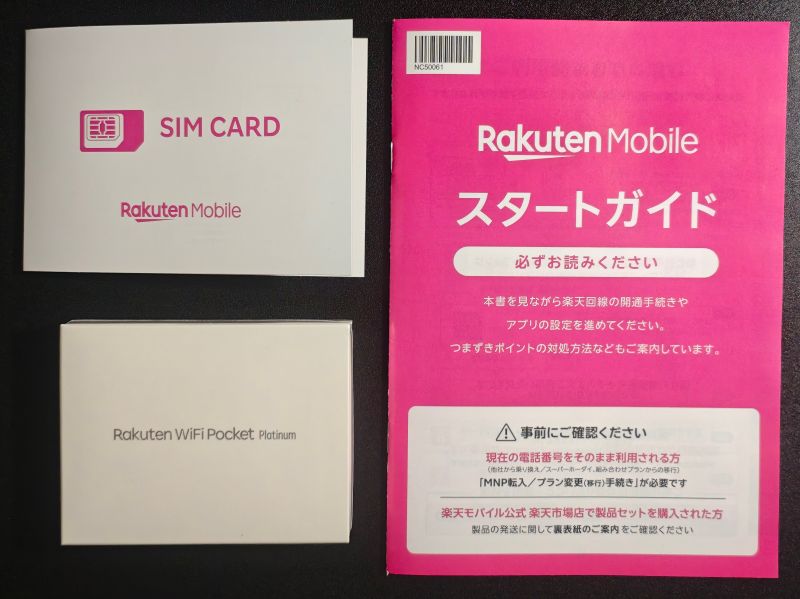 SIM CARD
Rakuten Mobile
Rakuten WiFi Pocket Platinum
NC50061
Rakuten Mobile
スタートガイド
必ずお読みください
本書を見ながら楽天回線の開通手続きや
アプリの設定を進めてください。
つまずきポイントの対処方法などもご案内しています。
事前にご確認ください
現在の電話番号をそのまま利用される方
(他社から乗り換え／スーパーホーダイ、組み合わせプランからの移行)
「MNP転入／プラン変更(移行)手続き」が必要です
楽天モバイル公式 楽天市場店で製品セットを購入された方
製品の発送に関して裏表紙のご案内をご確認ください